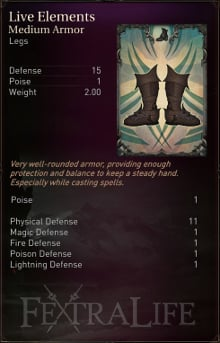 Live Elements
Medium Armor
Legs
Defense 15
Poise 1
Weight 2.00
Very well-rounded armor, providing enough
protection and balance to keep a steady hand.
Especially while casting spells.
Poise 1
Physical Defense 11
Magic Defense 1
Fire Defense 1
Poison Defense 1
Lightning Defense 1
FEXTRALIFE